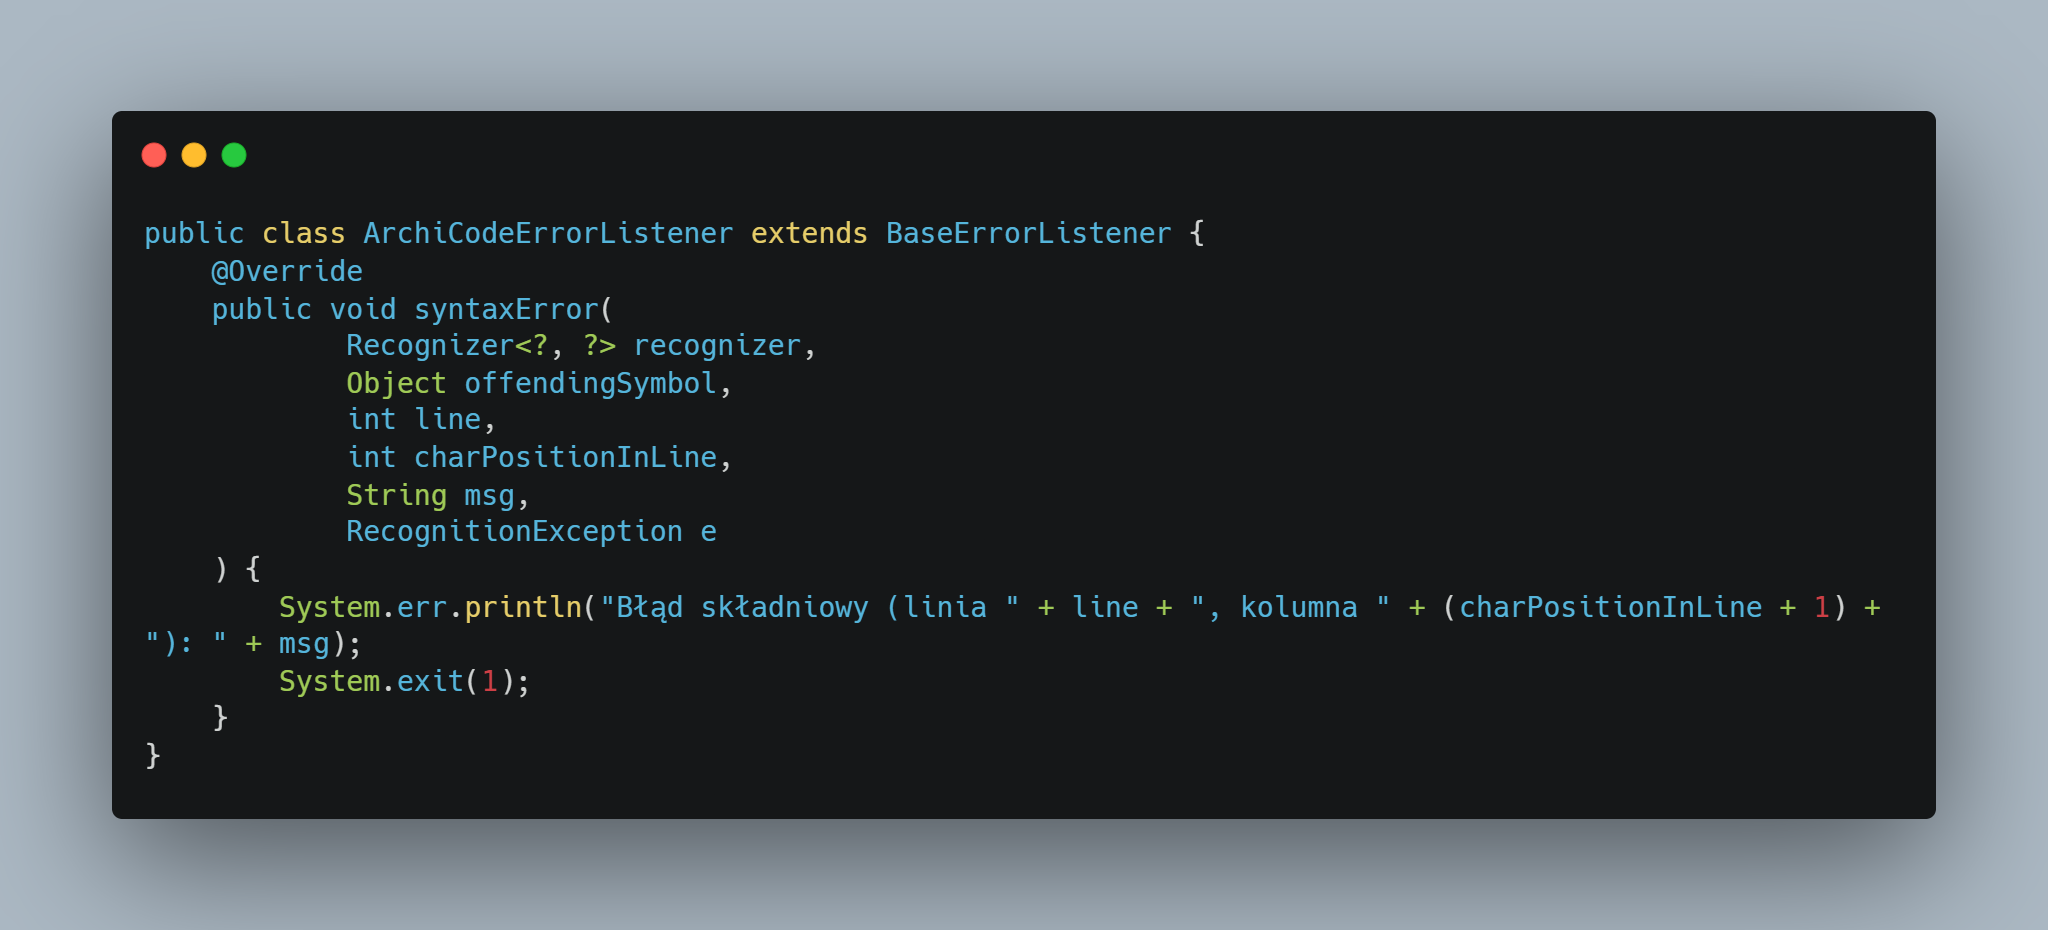 public class ArchiCodeErrorListener extends BaseErrorListener {
    @Override
    public void syntaxError(
            Recognizer<?, ?> recognizer,
            Object offendingSymbol,
            int line,
            int charPositionInLine,
            String msg,
            RecognitionException e
    ) {
        System.err.println("Błąd składniowy (linia " + line + ", kolumna " + (charPositionInLine + 1) +
"): " + msg);
        System.exit(1);
    }
}